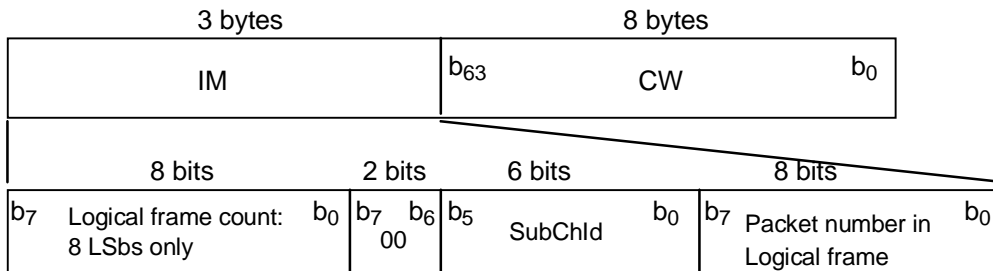 3 bytes 8 bytes
IM b63 CW b0
8 bits 2 bits 6 bits 8 bits
b7 Logical frame count: b0 b7 b6 b5 SubChId b0 b7 Packet number in b0
8 LSbs only 00 Logical frame